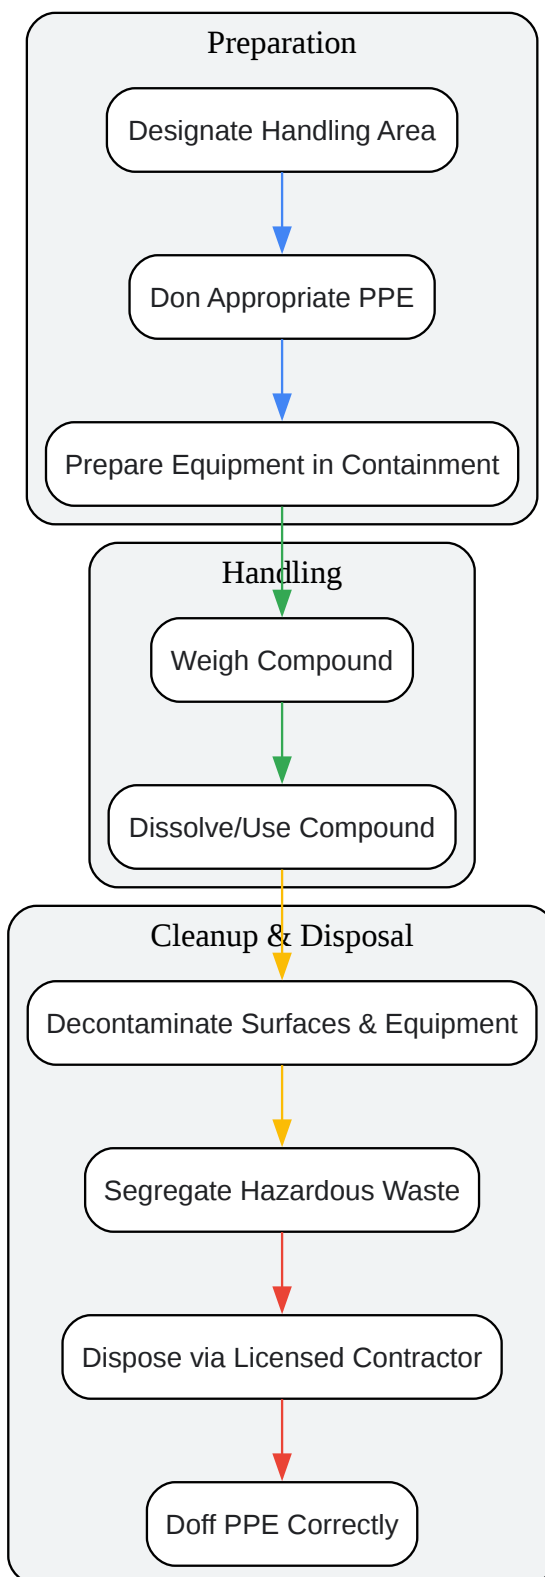 Preparation
Designate Handling Area
Don Appropriate PPE
Prepare Equipment in Containment
Handling
Weigh Compound
Dissolve/Use Compound
Cleanup & Disposal
Decontaminate Surfaces & Equipment
Segregate Hazardous Waste
Dispose via Licensed Contractor
Doff PPE Correctly